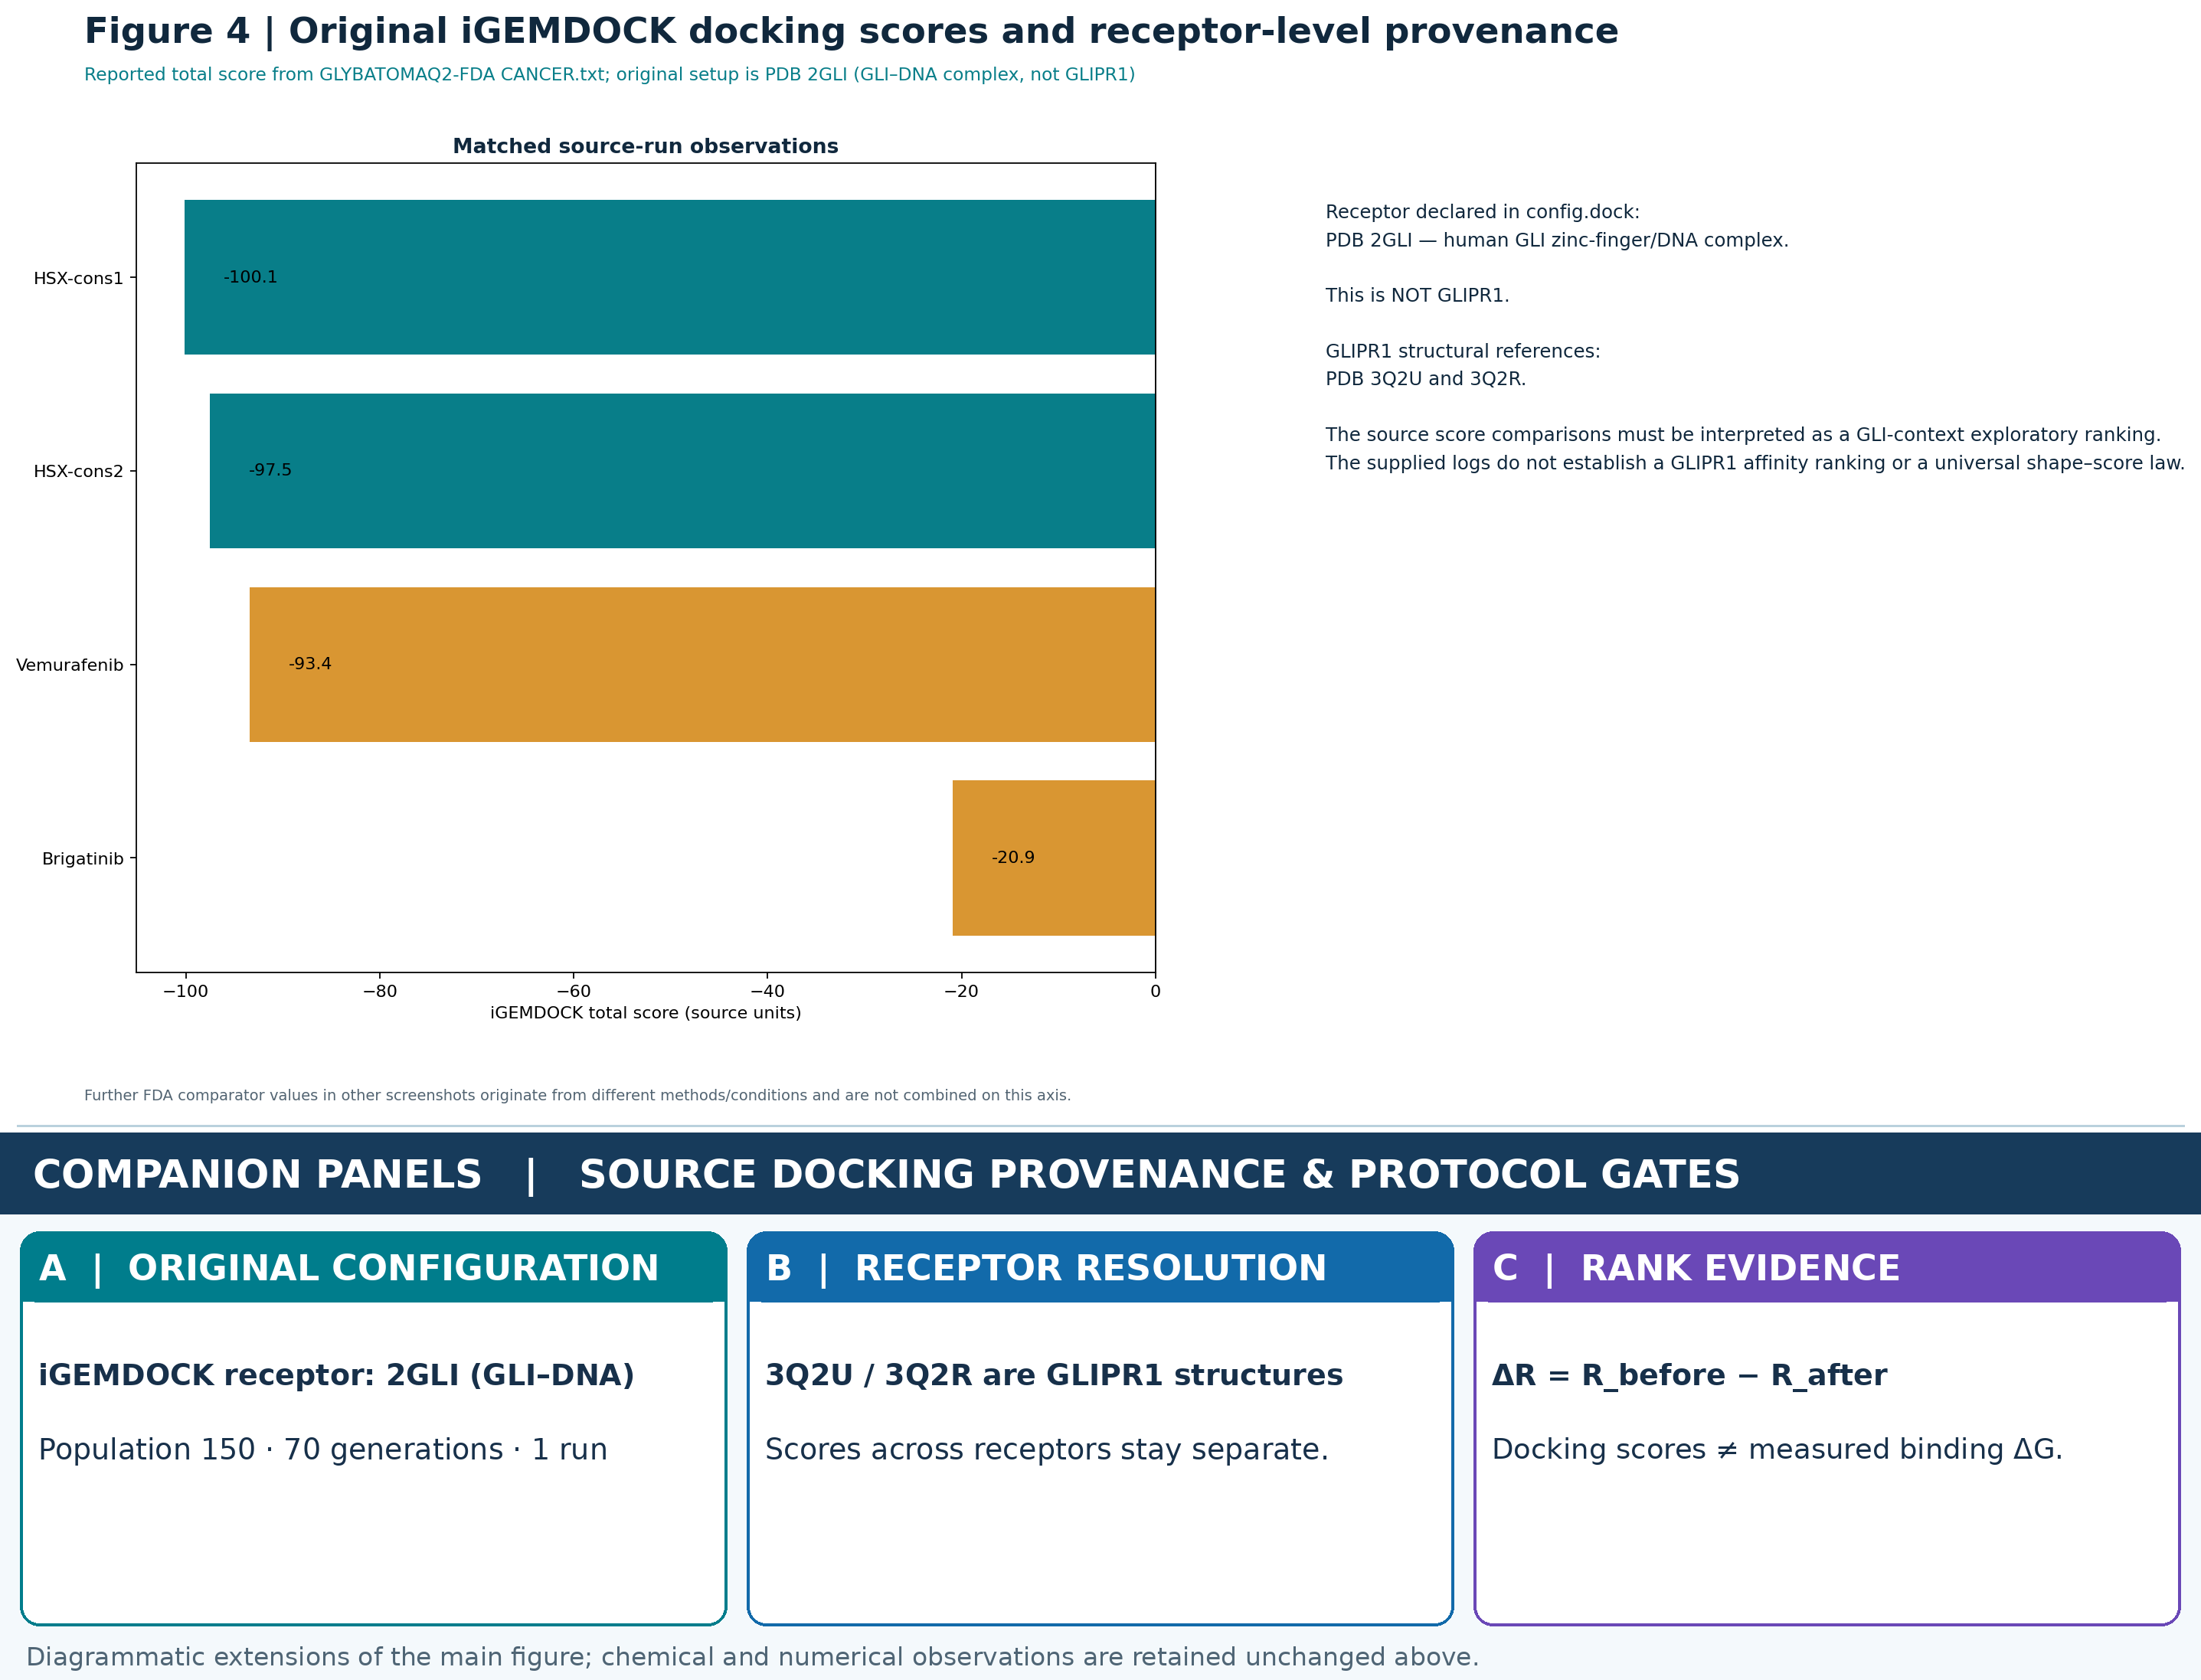 Figure 4 | Original iGEMDOCK docking scores and receptor-level provenance
Reported total score from GLYBATOMAQ2-FDA CANCER.txt; original setup is PDB 2GLI (GLI–DNA complex, not GLIPR1)
Matched source-run observations
HSX-cons1
-100.1
HSX-cons2
-97.5
Vemurafenib
-93.4
Brigatinib
-20.9
−100
−80
−60
−40
−20
0
iGEMDOCK total score (source units)
Receptor declared in config.dock:
PDB 2GLI — human GLI zinc-finger/DNA complex.
This is NOT GLIPR1.
GLIPR1 structural references:
PDB 3Q2U and 3Q2R.
The source score comparisons must be interpreted as a GLI-context exploratory ranking.
The supplied logs do not establish a GLIPR1 affinity ranking or a universal shape–score law.
Further FDA comparator values in other screenshots originate from different methods/conditions and are not combined on this axis.
COMPANION PANELS | SOURCE DOCKING PROVENANCE & PROTOCOL GATES
A | ORIGINAL CONFIGURATION
iGEMDOCK receptor: 2GLI (GLI–DNA)
Population 150 · 70 generations · 1 run
B | RECEPTOR RESOLUTION
3Q2U / 3Q2R are GLIPR1 structures
Scores across receptors stay separate.
C | RANK EVIDENCE
ΔR = R_before − R_after
Docking scores ≠ measured binding ΔG.
Diagrammatic extensions of the main figure; chemical and numerical observations are retained unchanged above.